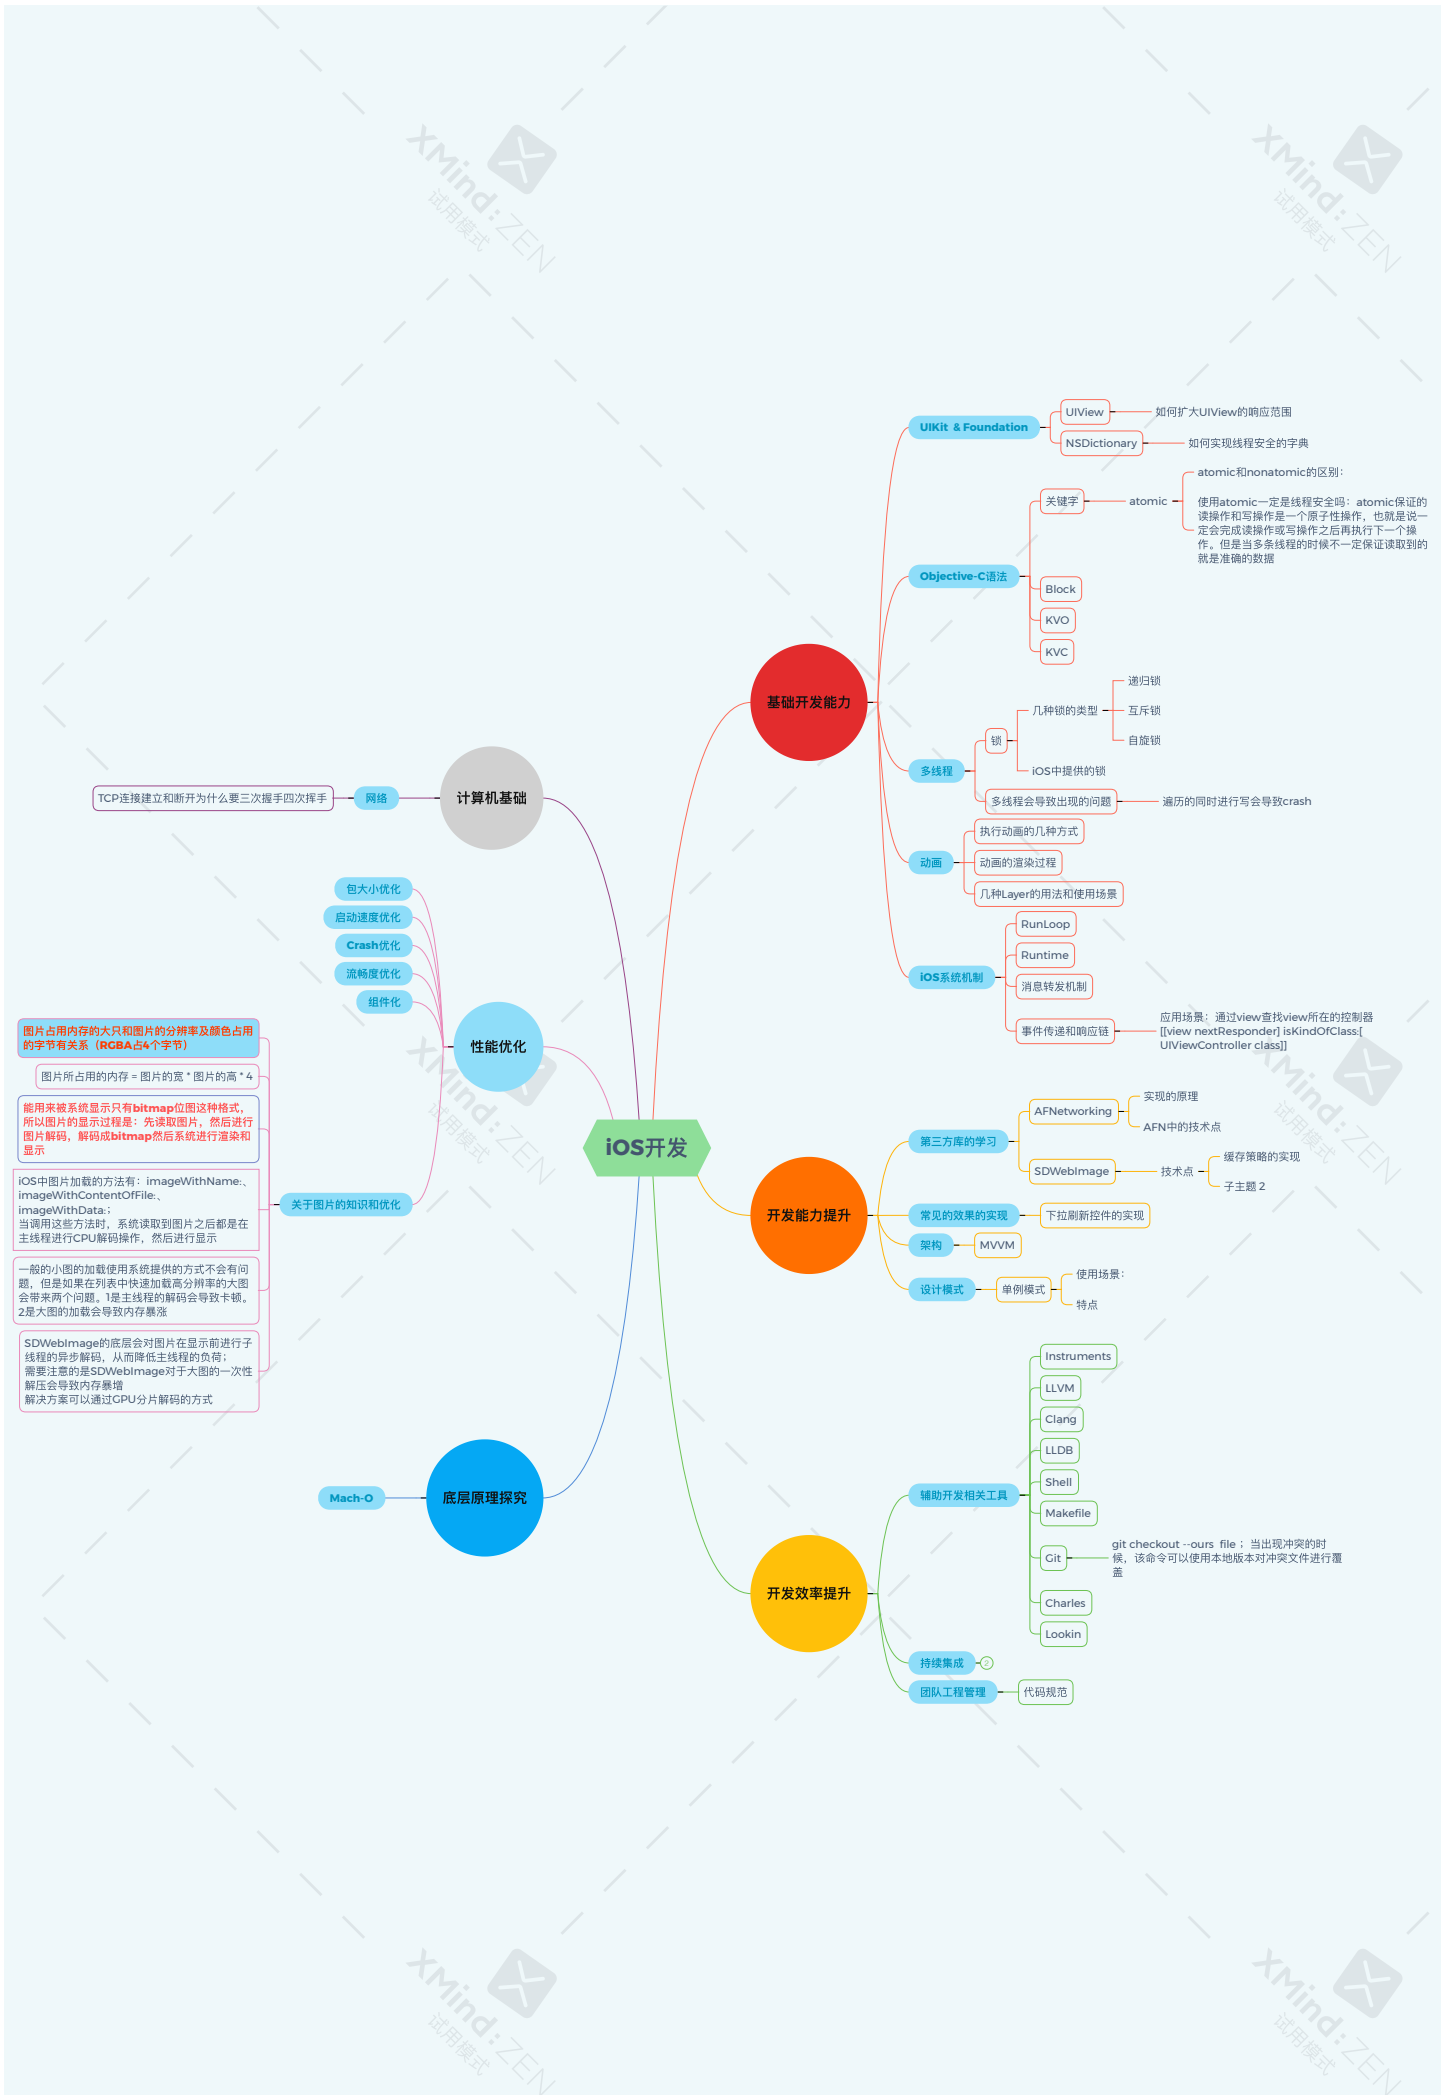 XMind:ZEN
试用模式
XMind:ZEN
试用模式
iOS开发
基础开发能力
UIKit & Foundation
UIView
如何扩大UIView的响应范围
NSDictionary
如何实现线程安全的字典
Objective-C语法
关键字
atomic
atomic和nonatomic的区别：
使用atomic一定是线程安全吗：atomic保证的
读操作和写操作是一个原子性操作，也就是说一
定会完成读操作或写操作之后再执行下一个操
作。但是当多条线程的时候不一定保证读取到的
就是准确的数据
Block
KVO
KVC
多线程
锁
几种锁的类型
递归锁
互斥锁
自旋锁
iOS中提供的锁
多线程会导致出现的问题
遍历的同时进行写会导致crash
动画
执行动画的几种方式
动画的渲染过程
几种Layer的用法和使用场景
iOS系统机制
RunLoop
Runtime
消息转发机制
事件传递和响应链
应用场景：通过view查找view所在的控制器
[[view nextResponder] isKindOfClass:[
UIViewController class]]
开发能力提升
第三方库的学习
AFNetworking
实现的原理
AFN中的技术点
SDWebImage
技术点
缓存策略的实现
子主题 2
常见的效果的实现
下拉刷新控件的实现
架构
MVVM
设计模式
单例模式
使用场景：
特点
开发效率提升
辅助开发相关工具
Instruments
LLVM
Clang
LLDB
Shell
Makefile
Git
git checkout --ours file ；当出现冲突的时
候，该命令可以使用本地版本对冲突文件进行覆
盖
Charles
Lookin
持续集成
2
团队工程管理
代码规范
计算机基础
网络
TCP连接建立和断开为什么要三次握手四次挥手
性能优化
包大小优化
启动速度优化
Crash优化
流畅度优化
组件化
关于图片的知识和优化
图片占用内存的大只和图片的分辨率及颜色占用
的字节有关系（RGBA占4个字节）
图片所占用的内存 = 图片的宽 * 图片的高 * 4
能用来被系统显示只有bitmap位图这种格式，
所以图片的显示过程是：先读取图片，然后进行
图片解码，解码成bitmap然后系统进行渲染和
显示
iOS中图片加载的方法有：imageWithName:、
imageWithContentOfFile:、
imageWithData:；
当调用这些方法时，系统读取到图片之后都是在
主线程进行CPU解码操作，然后进行显示
一般的小图的加载使用系统提供的方式不会有问
题，但是如果在列表中快速加载高分辨率的大图
会带来两个问题。1是主线程的解码会导致卡顿。
2是大图的加载会导致内存暴涨
SDWebImage的底层会对图片在显示前进行子
线程的异步解码，从而降低主线程的负荷；
需要注意的是SDWebImage对于大图的一次性
解压会导致内存暴增
解决方案可以通过GPU分片解码的方式
底层原理探究
Mach-O
XMind:ZEN
试用模式
XMind:ZEN
试用模式
XMind:ZEN
试用模式
XMind:ZEN
试用模式